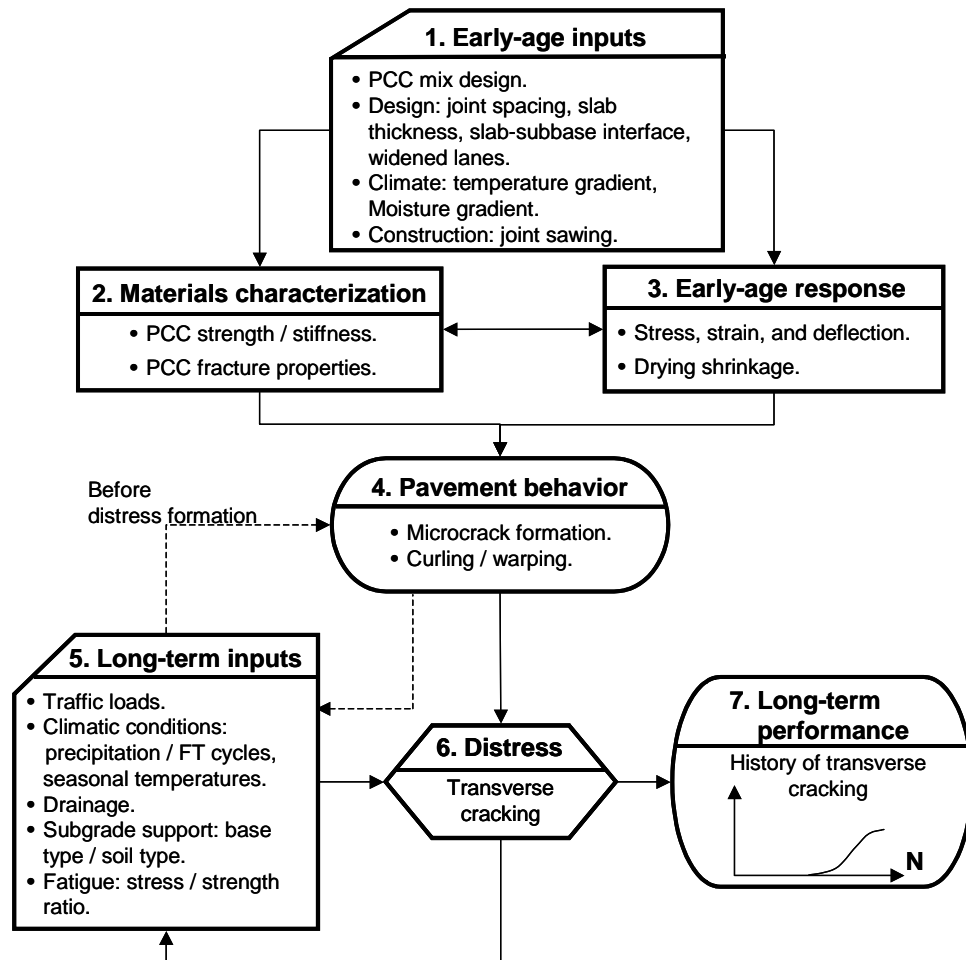 1. Early-age inputs
• PCC mix design.
• Design: joint spacing, slab
thickness, slab-subbase interface,
widened lanes.
• Climate: temperature gradient,
Moisture gradient.
• Construction: joint sawing.
2. Materials characterization
• PCC strength / stiffness.
• PCC fracture properties.
3. Early-age response
• Stress, strain, and deflection.
• Drying shrinkage.
4. Pavement behavior
• Microcrack formation.
• Curling / warping.
Before
distress formation
5. Long-term inputs
• Traffic loads.
• Climatic conditions:
precipitation / FT cycles,
seasonal temperatures.
• Drainage.
• Subgrade support: base
type / soil type.
• Fatigue: stress / strength
ratio.
6. Distress
Transverse
cracking
7. Long-term
performance
History of transverse
cracking
N